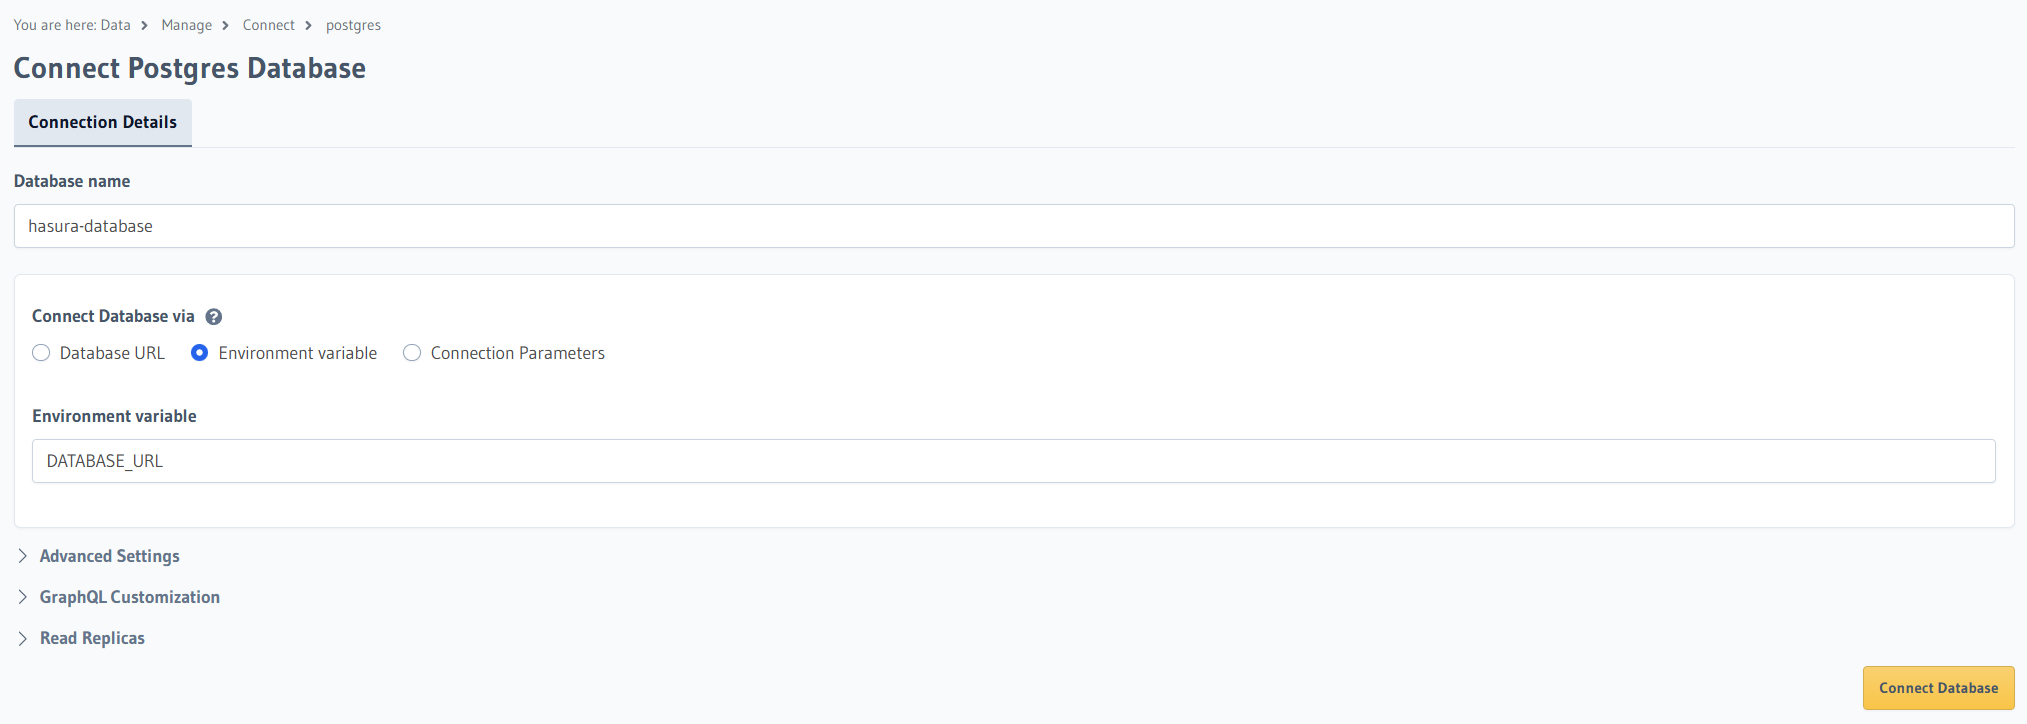 You are here: Data > Manage > Connect > postgres
Connect Postgres Database
Connection Details
Database name
hasura-database
Connect Database via ?
Database URL Environment variable Connection Parameters
Environment variable
DATABASE_URL
Advanced Settings
GraphQL Customization
Read Replicas
Connect Database